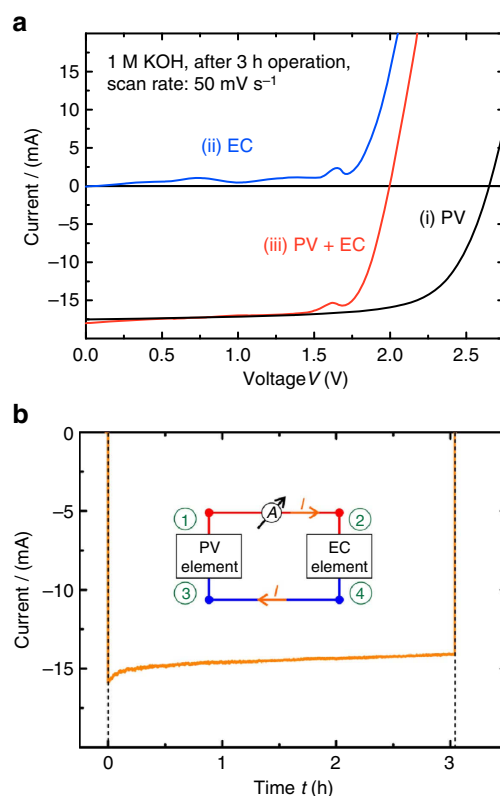 a
1 M KOH, after 3 h operation,
scan rate: 50 mV s⁻¹
15
10
5
0
−5
−10
−15
Current / (mA)
(ii) EC
(i) PV
(iii) PV + EC
0.0 0.5 1.0 1.5 2.0 2.5
Voltage V (V)
b
0
−5
−10
−15
Current / (mA)
1 A I 2
PV element
EC element
3 I 4
0 1 2 3
Time t (h)